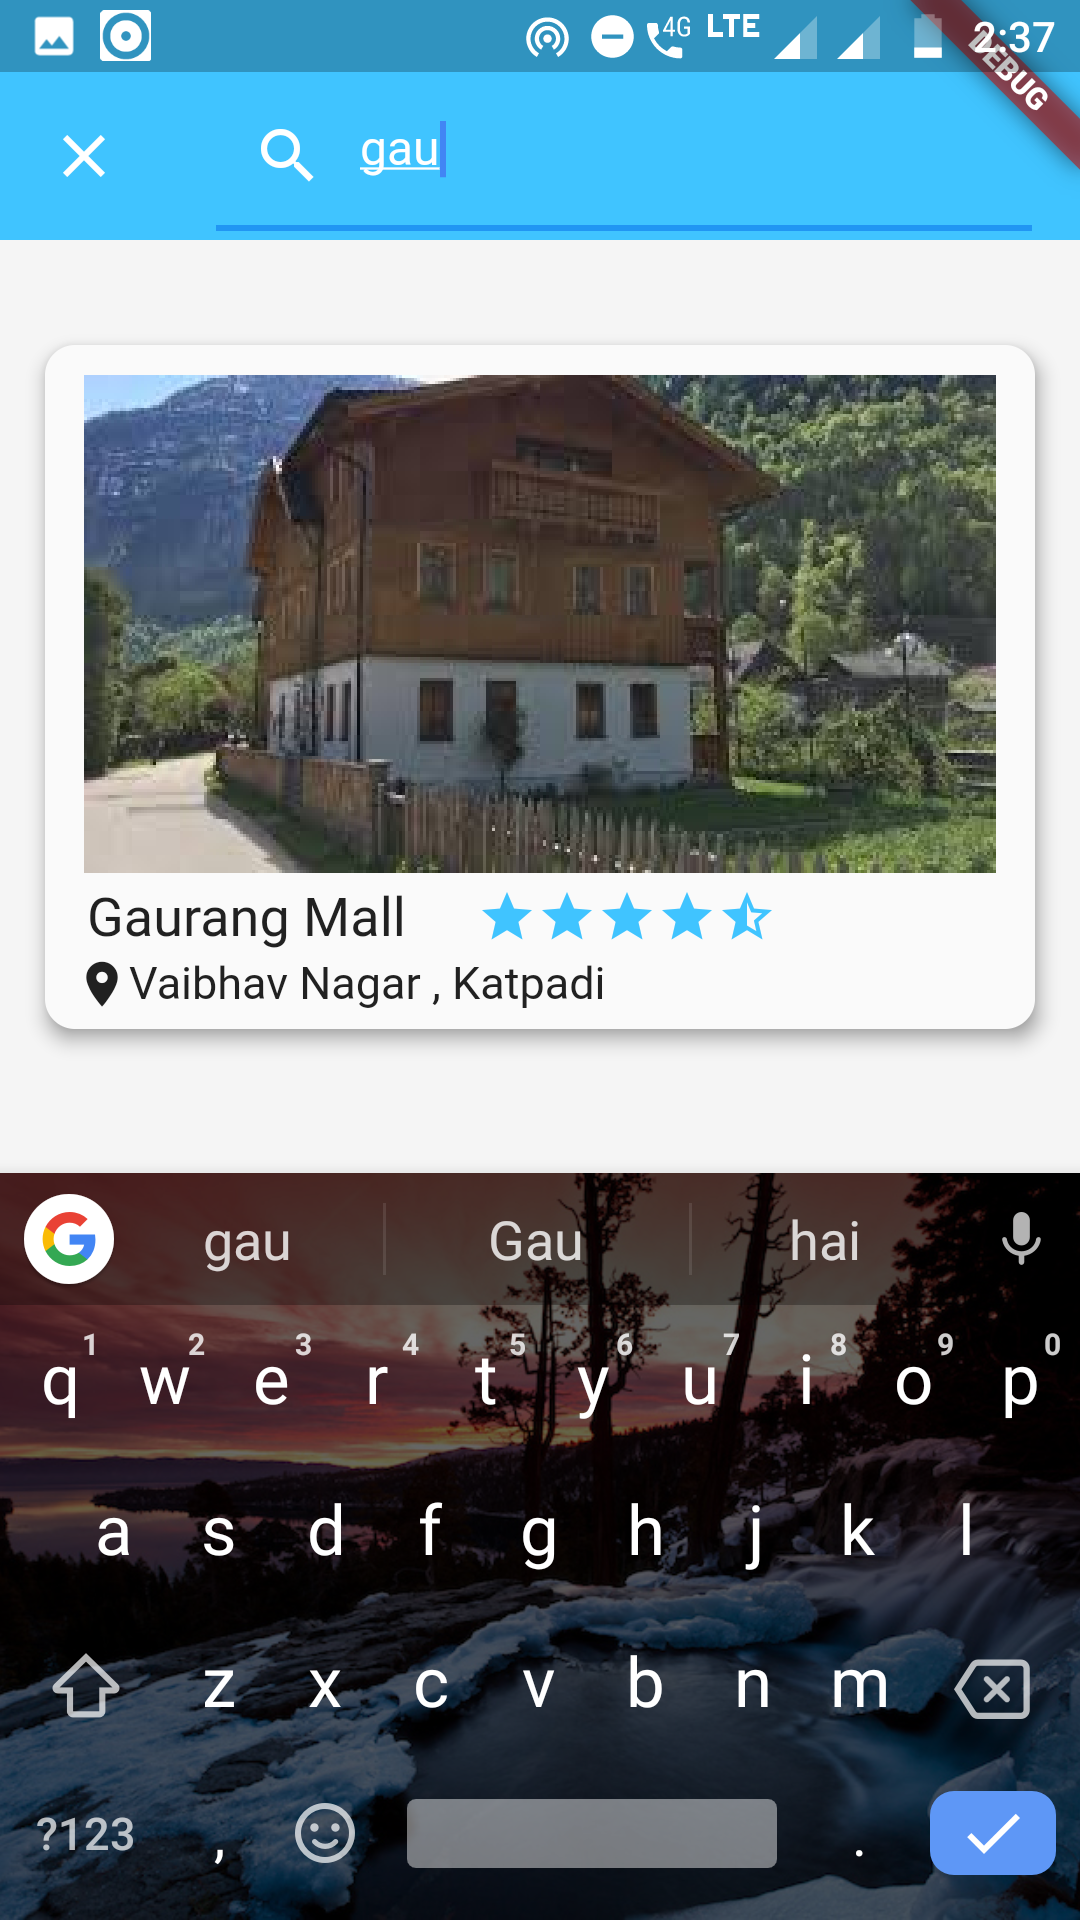 4G LTE 2:37
DEBUG
gau
Gaurang Mall
Vaibhav Nagar , Katpadi
G gau Gau hai
1 2 3 4 5 6 7 8 9 0
q w e r t y u i o p
a s d f g h j k l
z x c v b n m
?123 , .